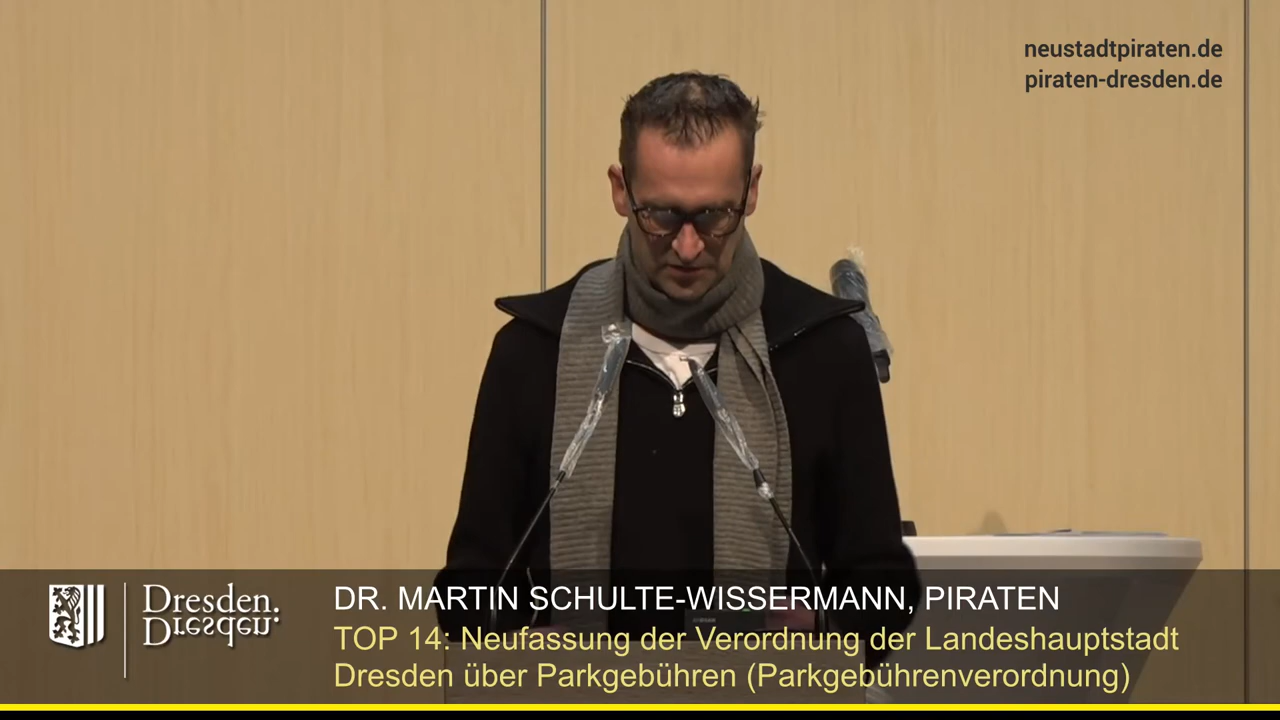 neustadtpiraten.de
piraten-dresden.de
Dresden.
Dresden.
DR. MARTIN SCHULTE-WISSERMANN, PIRATEN
TOP 14: Neufassung der Verordnung der Landeshauptstadt
Dresden über Parkgebühren (Parkgebührenverordnung)